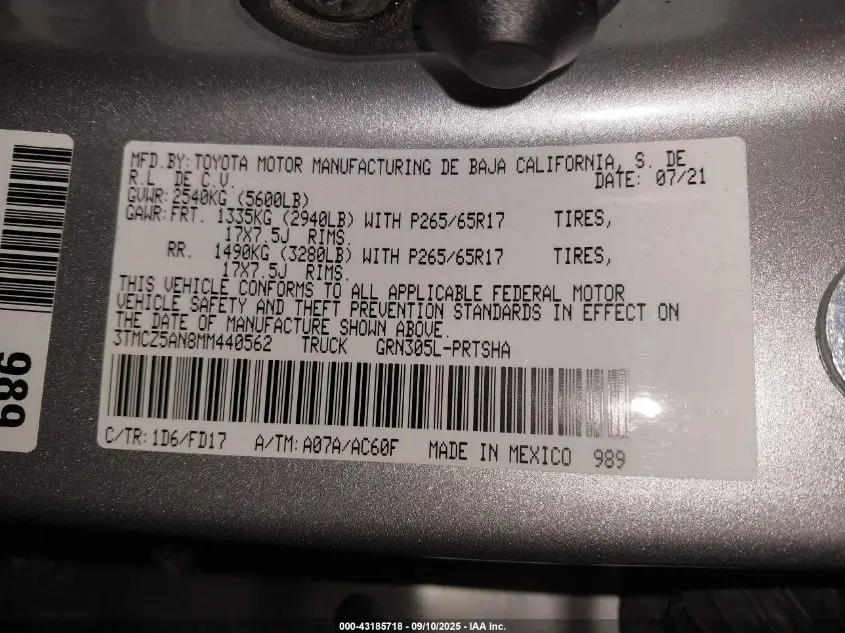 MFD.BY:TOYOTA MOTOR MANUFACTURING DE BAJA CALIFORNIA, S. DE
R.L. DE C.V. DATE: 07/21
GVWR:2540KG (5600LB)
GAWR:FRT. 1335KG (2940LB) WITH P265/65R17 TIRES,
17X7.5J RIMS.
RR. 1490KG (3280LB) WITH P265/65R17 TIRES,
17X7.5J RIMS.
THIS VEHICLE CONFORMS TO ALL APPLICABLE FEDERAL MOTOR
VEHICLE SAFETY AND THEFT PREVENTION STANDARDS IN EFFECT ON
THE DATE OF MANUFACTURE SHOWN ABOVE.
3TMCZ5AN8MM440562 TRUCK GRN305L-PRTSHA
C/TR:1D6/FD17 A/TM:A07A/AC60F MADE IN MEXICO 989
989
000-43185718 - 09/10/2025 - IAA Inc.